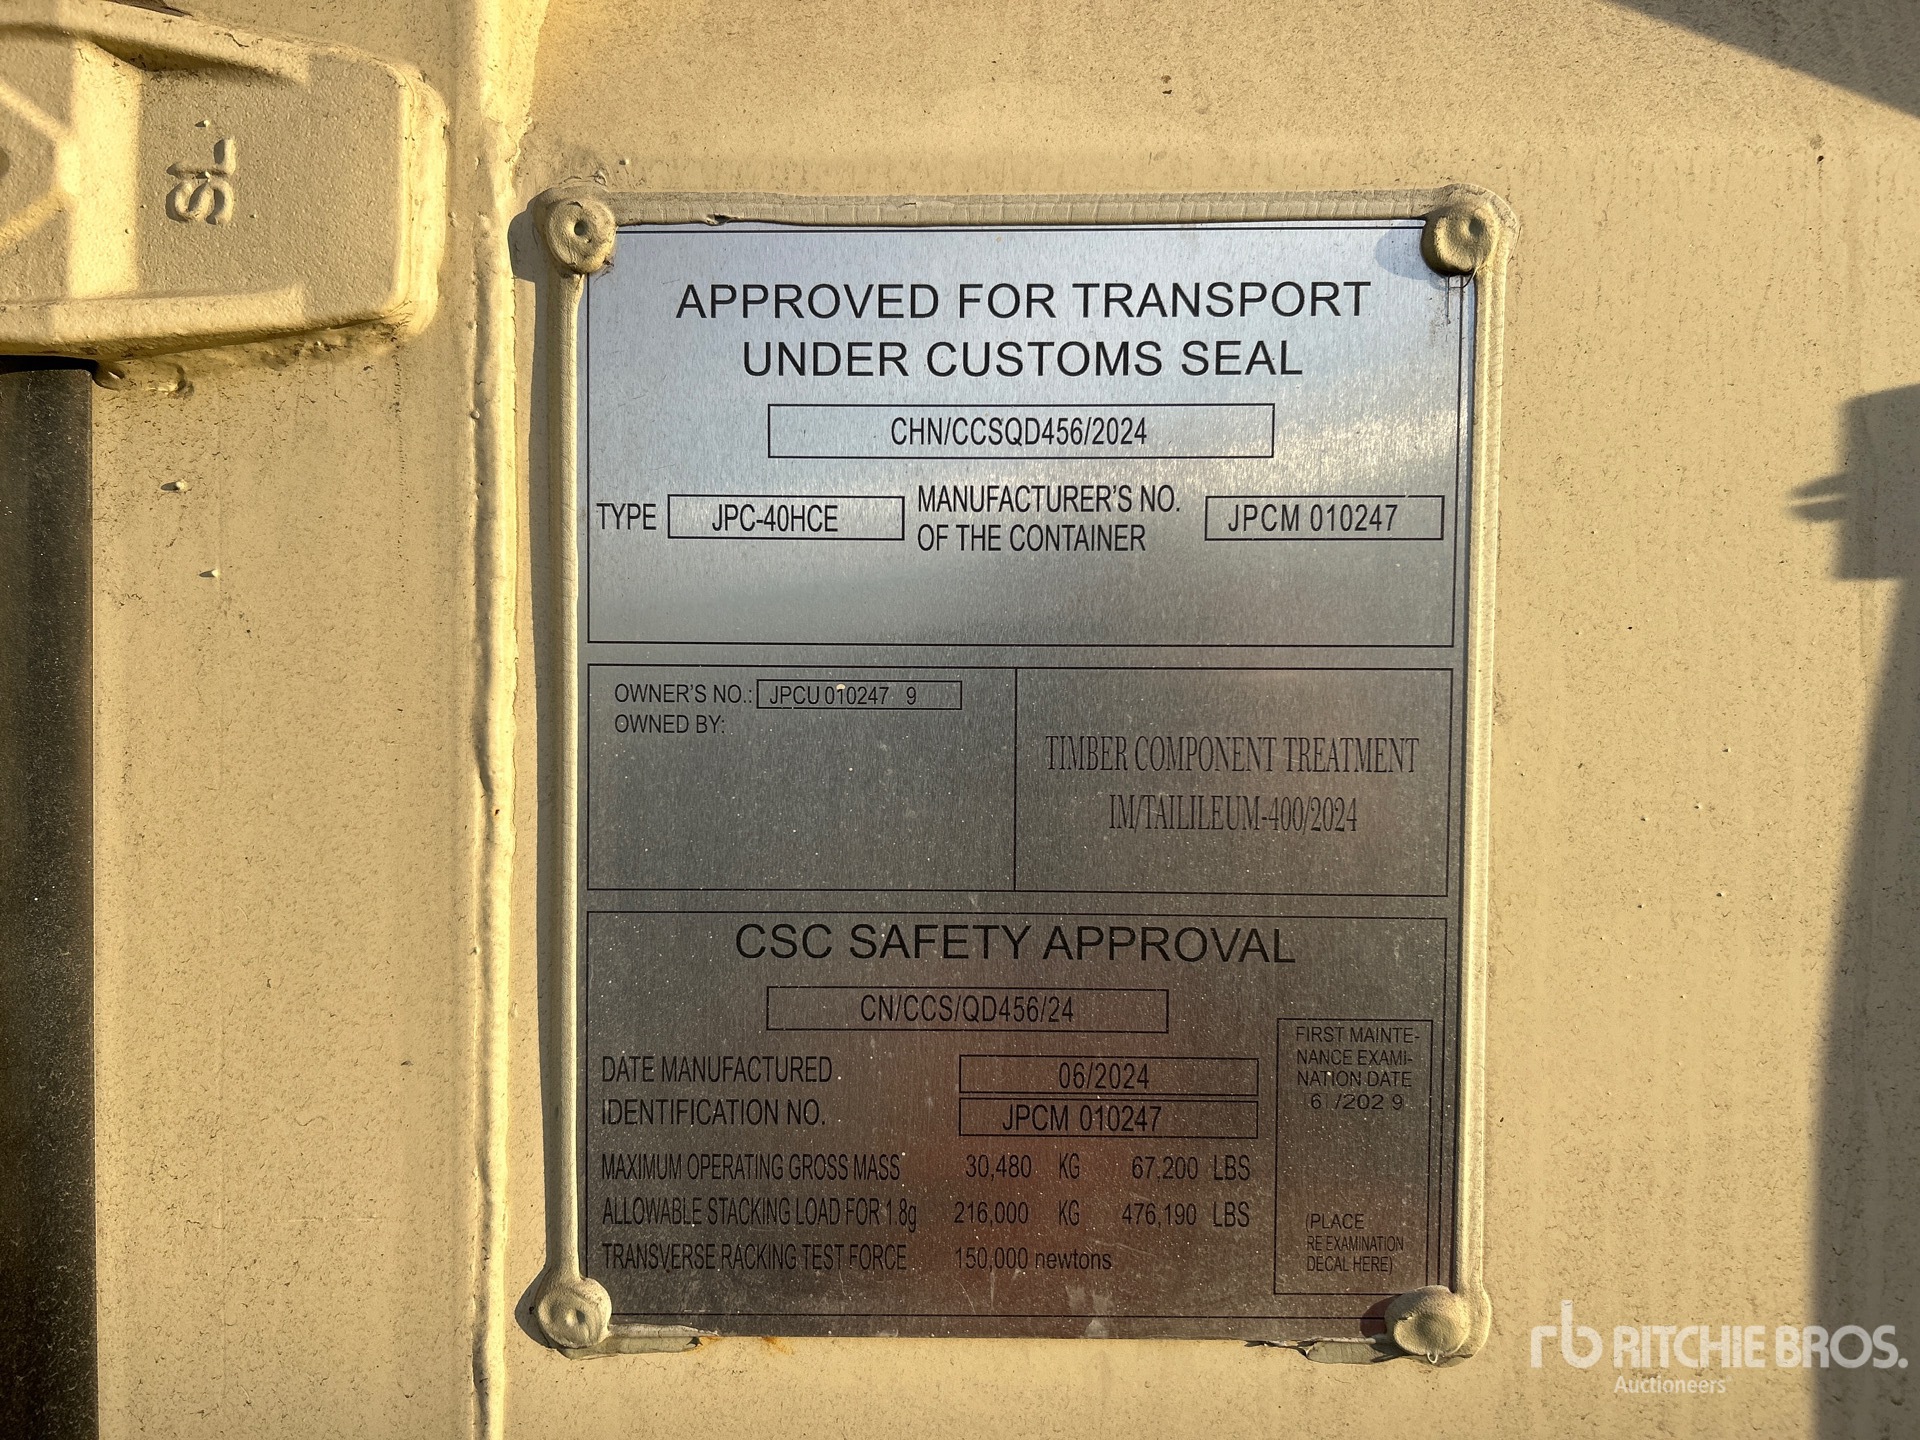 SL.
APPROVED FOR TRANSPORT
UNDER CUSTOMS SEAL
CHN/CCSQD456/2024
TYPE JPC-40HCE MANUFACTURER'S NO. OF THE CONTAINER JPCM 010247
OWNER'S NO.: JPCU 010247 9
OWNED BY:
TIMBER COMPONENT TREATMENT
IM/TAILILEUM-400/2024
CSC SAFETY APPROVAL
CN/CCS/QD456/24
DATE MANUFACTURED 06/2024
IDENTIFICATION NO. JPCM 010247
MAXIMUM OPERATING GROSS MASS 30,480 KG 67,200 LBS
ALLOWABLE STACKING LOAD FOR 1.8g 216,000 KG 476,190 LBS
TRANSVERSE RACKING TEST FORCE 150,000 newtons
FIRST MAINTE-
NANCE EXAMI-
NATION DATE
6 /202 9
(PLACE
RE EXAMINATION
DECAL HERE)
rb RITCHIE BROS.
Auctioneers